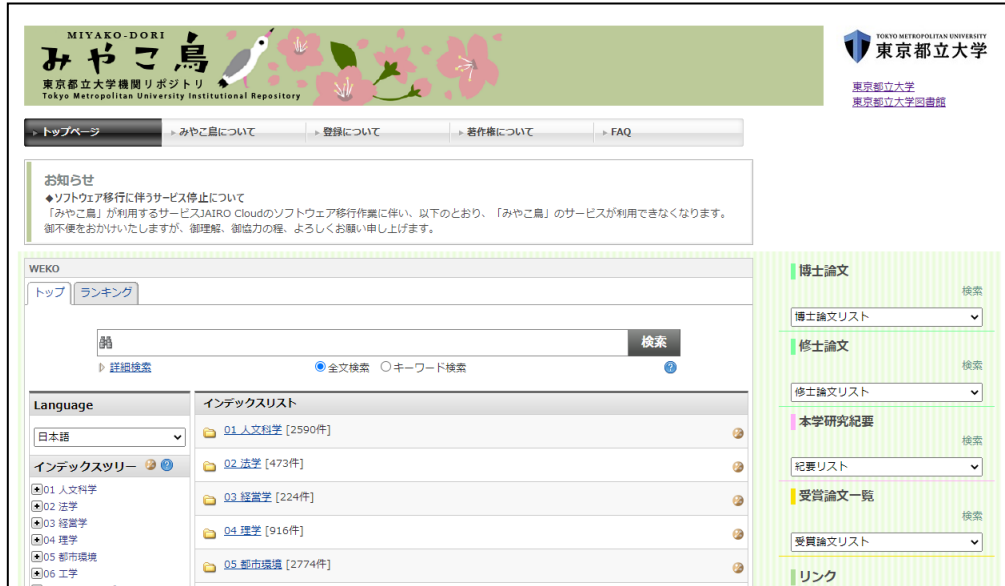 MIYAKO-DORI
みやこ鳥
東京都立大学機関リポジトリ
Tokyo Metropolitan University Institutional Repository
TOKYO METROPOLITAN UNIVERSITY
東京都立大学
東京都立大学
東京都立大学図書館
トップページ
みやこ鳥について
登録について
著作権について
FAQ
お知らせ
◆ソフトウェア移行に伴うサービス停止について
「みやこ鳥」が利用するサービスJAIRO Cloudのソフトウェア移行作業に伴い、以下のとおり、「みやこ鳥」のサービスが利用できなくなります。
御不便をおかけいたしますが、御理解、御協力の程、よろしくお願い申し上げます。
WEKO
トップ
ランキング
検索
詳細検索
全文検索
キーワード検索
Language
日本語
インデックスツリー
01 人文科学
02 法学
03 経営学
04 理学
05 都市環境
06 工学
インデックスリスト
01 人文科学 [2590件]
02 法学 [473件]
03 経営学 [224件]
04 理学 [916件]
05 都市環境 [2774件]
博士論文
検索
博士論文リスト
修士論文
検索
修士論文リスト
本学研究紀要
検索
紀要リスト
受賞論文一覧
検索
受賞論文リスト
リンク